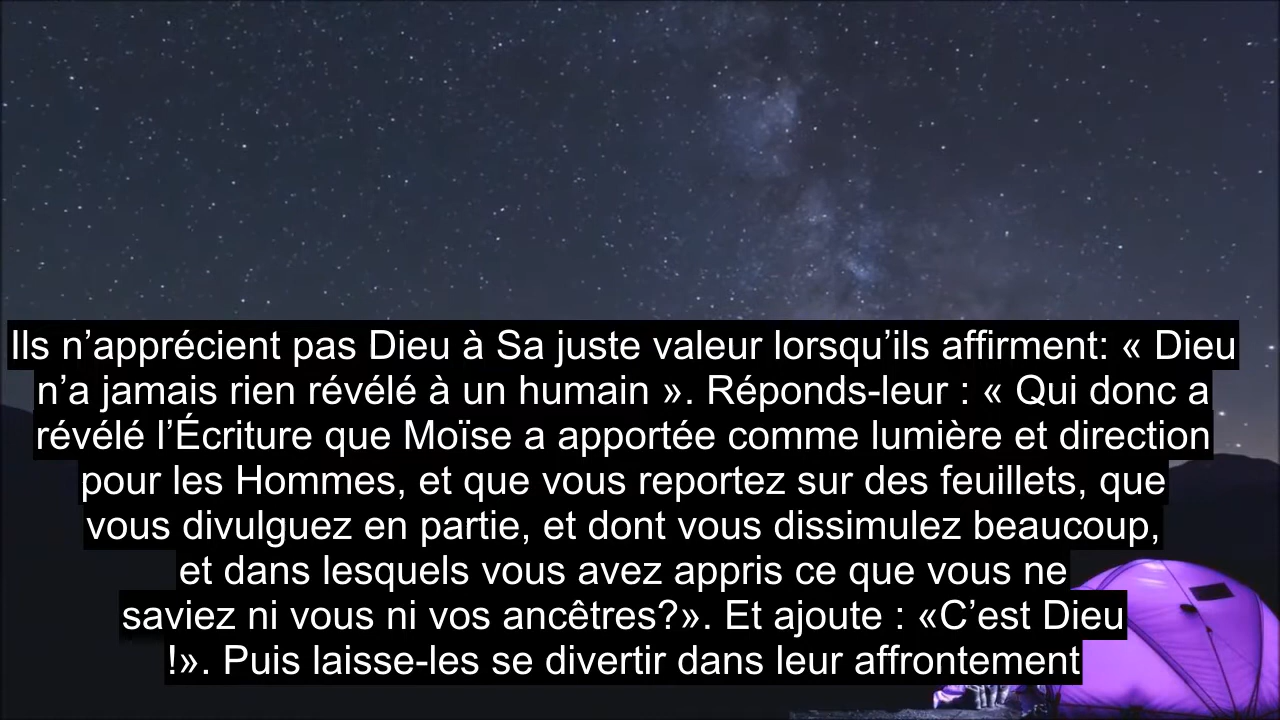 Ils n’apprécient pas Dieu à Sa juste valeur lorsqu’ils affirment: « Dieu
n’a jamais rien révélé à un humain ». Réponds-leur : « Qui donc a
révélé l’Écriture que Moïse a apportée comme lumière et direction
pour les Hommes, et que vous reportez sur des feuillets, que
vous divulguez en partie, et dont vous dissimulez beaucoup,
et dans lesquels vous avez appris ce que vous ne
saviez ni vous ni vos ancêtres?». Et ajoute : «C’est Dieu
!». Puis laisse-les se divertir dans leur affrontement